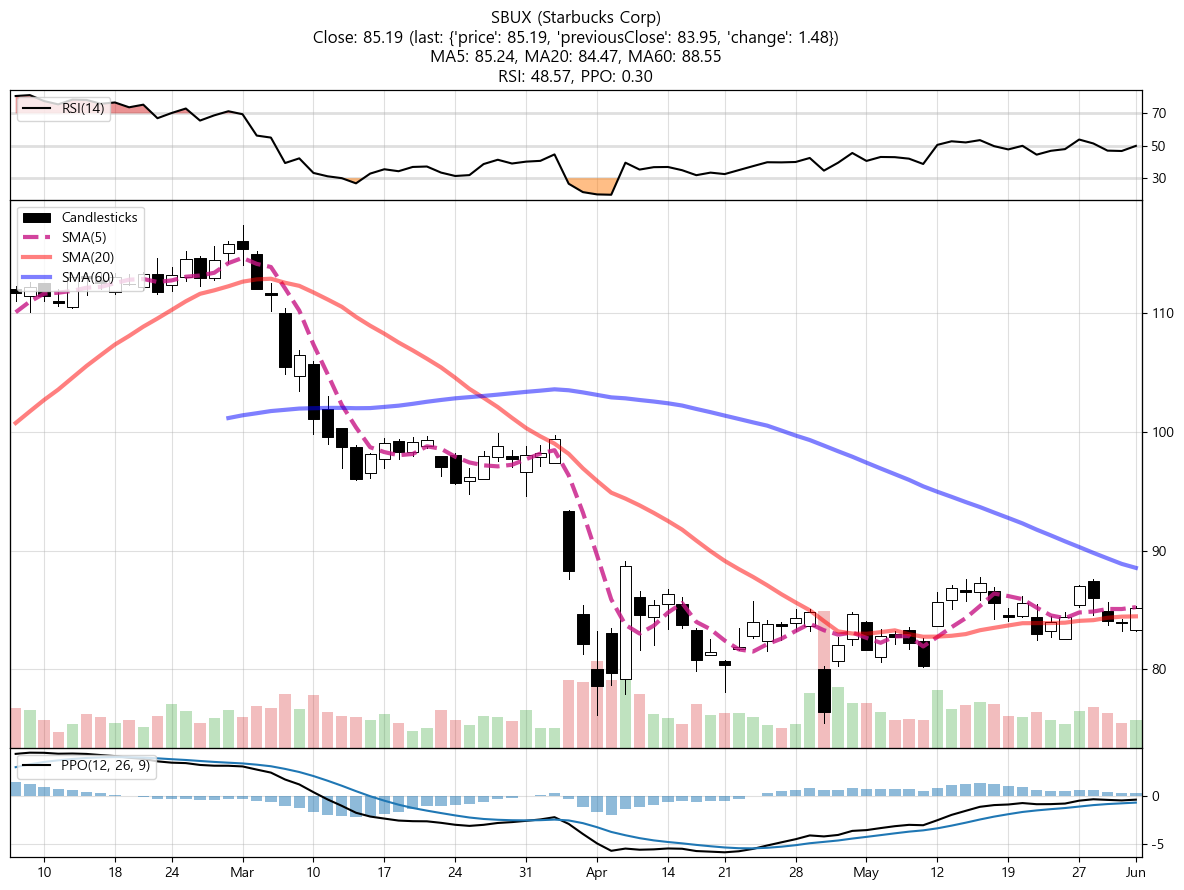 SBUX (Starbucks Corp)
Close: 85.19 (last: {'price': 85.19, 'previousClose': 83.95, 'change': 1.48})
MA5: 85.24, MA20: 84.47, MA60: 88.55
RSI: 48.57, PPO: 0.30
RSI(14)
70
50
30
Candlesticks
SMA(5)
SMA(20)
SMA(60)
110
100
90
80
PPO(12, 26, 9)
0
-5
10 18 24 Mar 10 17 24 31 Apr 14 21 28 May 12 19 27 Jun